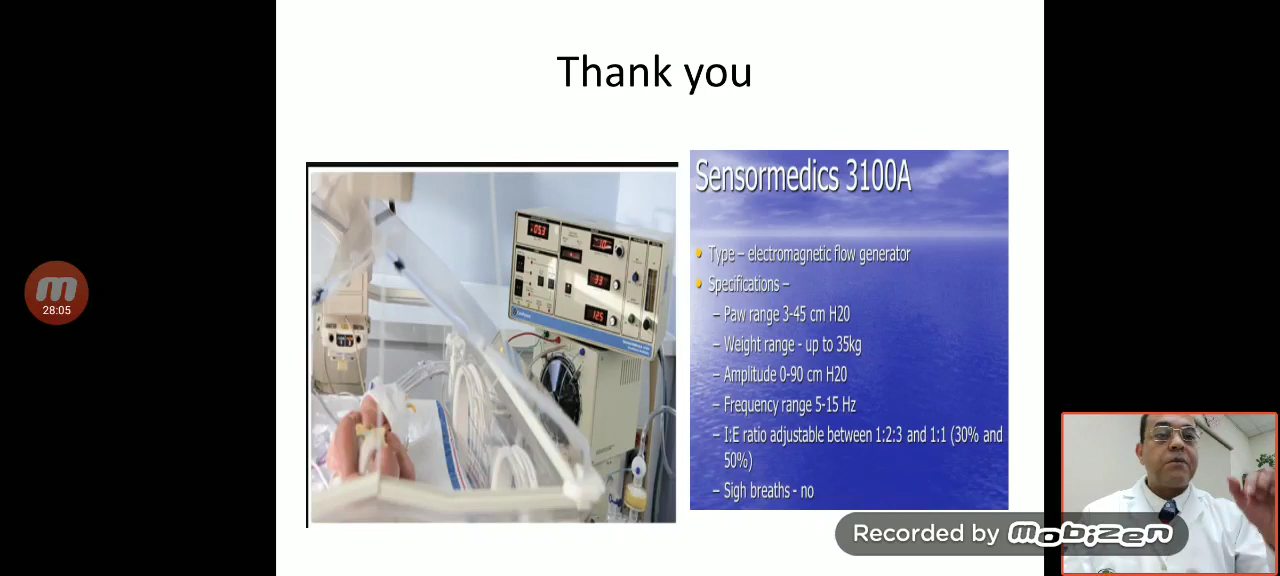 Thank you
Sensormedics 3100A
Type – electromagnetic flow generator
Specifications –
– Paw range 3-45 cm H20
– Weight range - up to 35kg
– Amplitude 0-90 cm H20
– Frequency range 5-15 Hz
– I:E ratio adjustable between 1:2:3 and 1:1 (30% and
50%)
– Sigh breaths - no
28:05
Recorded by mobizen